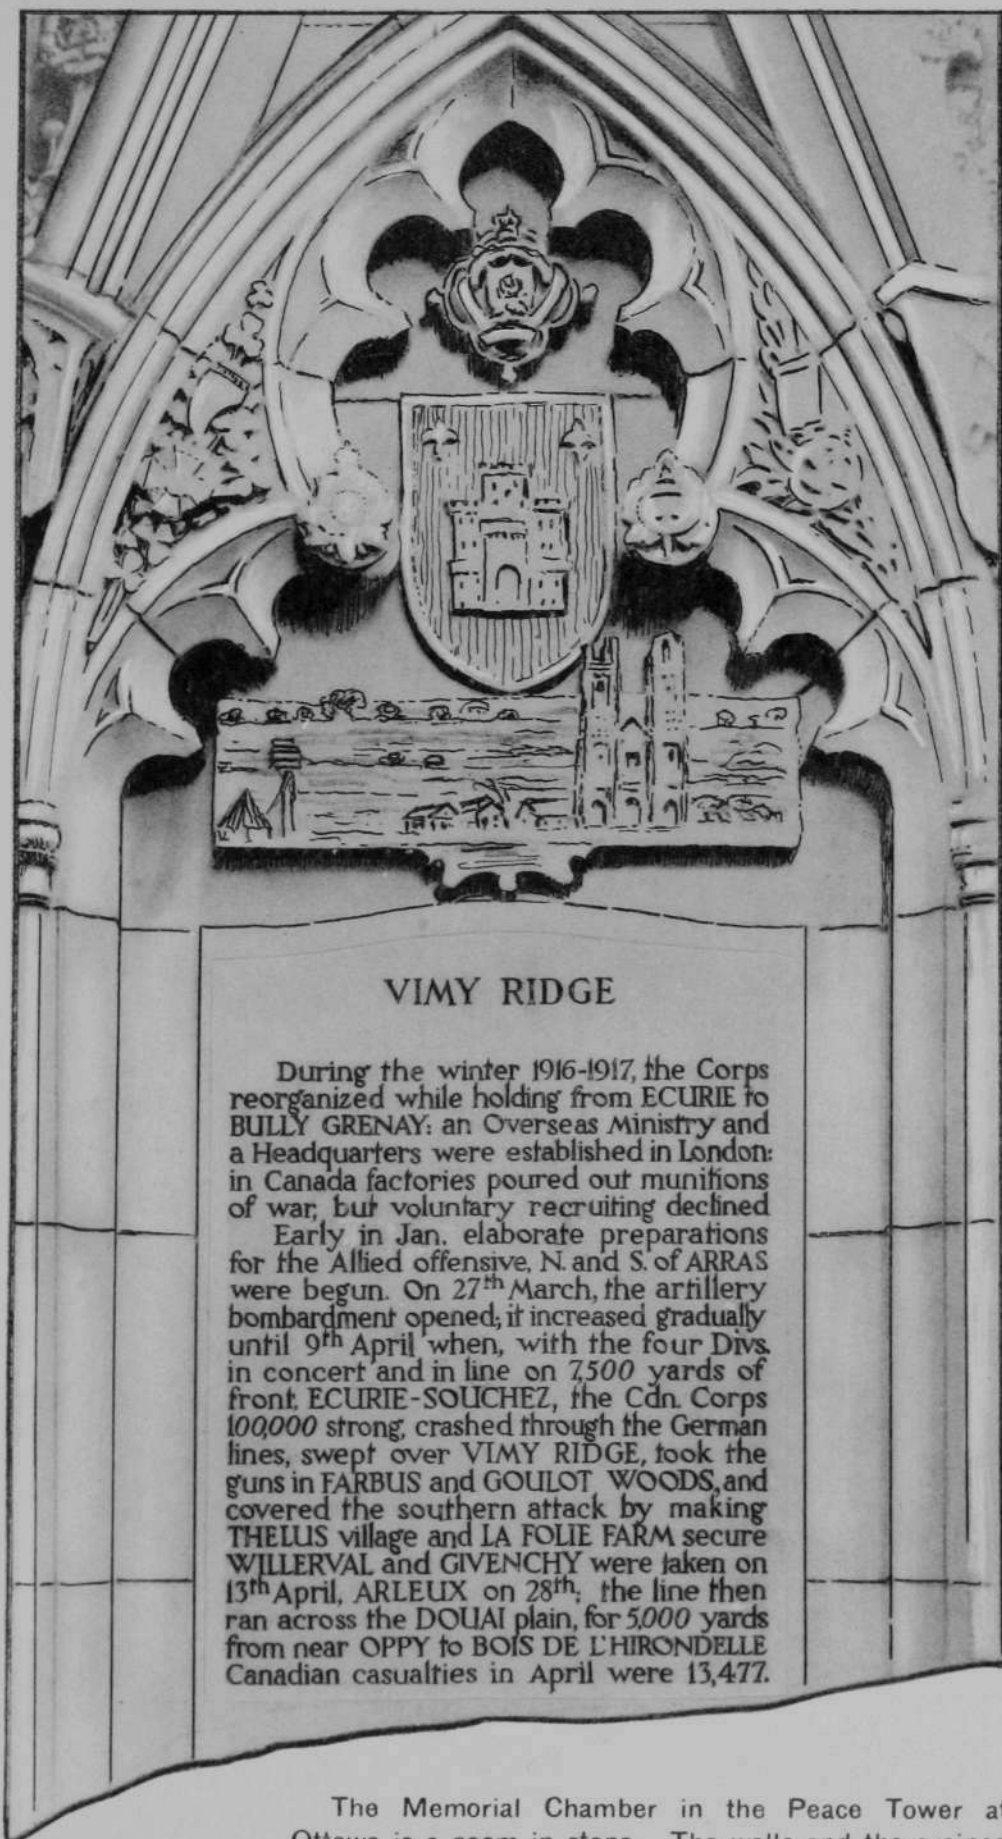 VIMY RIDGE
During the winter 1916-1917, the Corps
reorganized while holding from ECURIE to
BULLY GRENAY: an Overseas Ministry and
a Headquarters were established in London:
in Canada factories poured out munitions
of war, but voluntary recruiting declined
Early in Jan. elaborate preparations
for the Allied offensive, N. and S. of ARRAS
were begun. On 27th March, the artillery
bombardment opened; it increased gradually
until 9th April when, with the four Divs.
in concert and in line on 7,500 yards of
front, ECURIE-SOUCHEZ, the Cdn. Corps
100,000 strong, crashed through the German
lines, swept over VIMY RIDGE, took the
guns in FARBUS and GOULOT WOODS, and
covered the southern attack by making
THELUS village and LA FOLIE FARM secure
WILLERVAL and GIVENCHY were taken on
13th April, ARLEUX on 28th; the line then
ran across the DOUAI plain, for 5,000 yards
from near OPPY to BOIS DE L'HIRONDELLE
Canadian casualties in April were 13,477.
The Memorial Chamber in the Peace Tower at